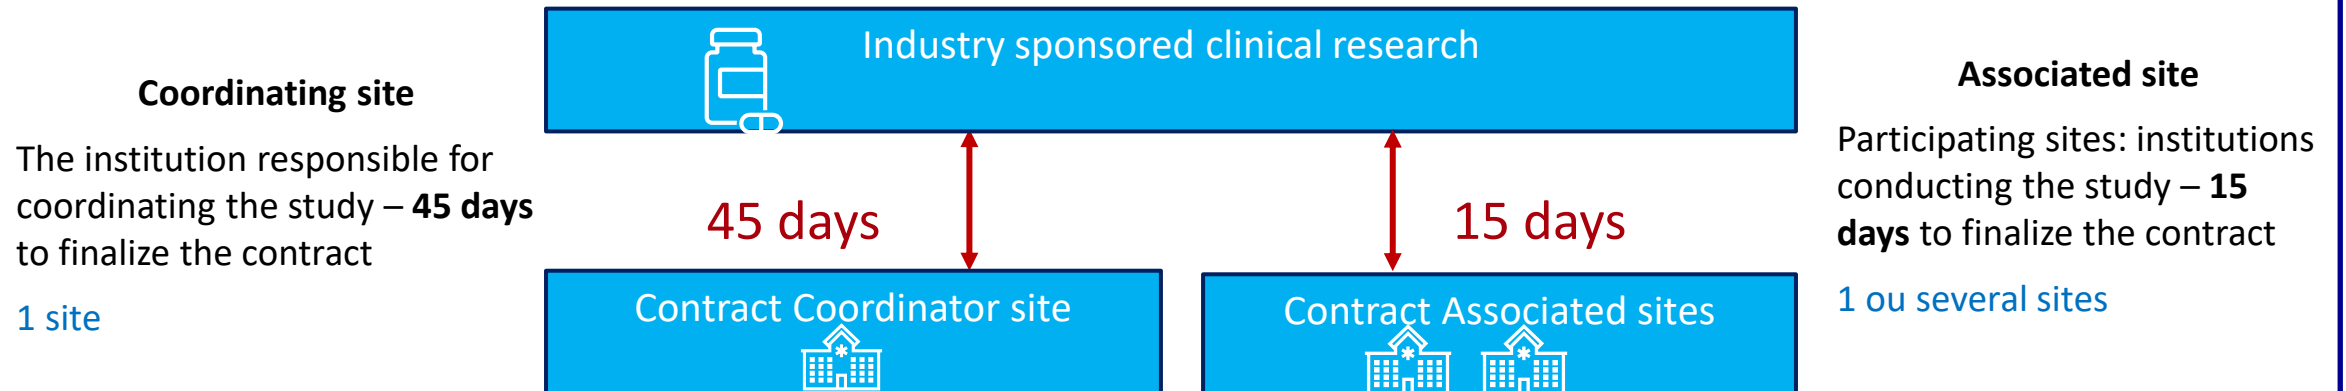 Industry sponsored clinical research
Coordinating site
The institution responsible for
coordinating the study – 45 days
to finalize the contract
1 site
45 days
15 days
Associated site
Participating sites: institutions
conducting the study – 15
days to finalize the contract
1 ou several sites
Contract Coordinator site
Contract Associated sites